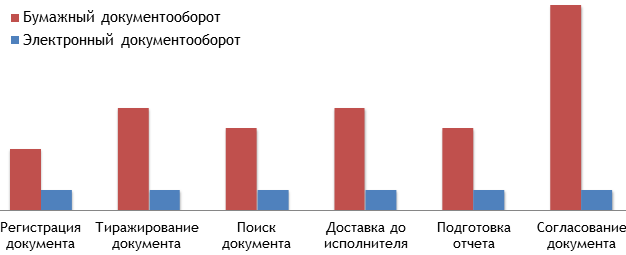 Бумажный документооборот
Электронный документооборот
Регистрация документа
Тиражирование документа
Поиск документа
Доставка до исполнителя
Подготовка отчета
Согласование документа